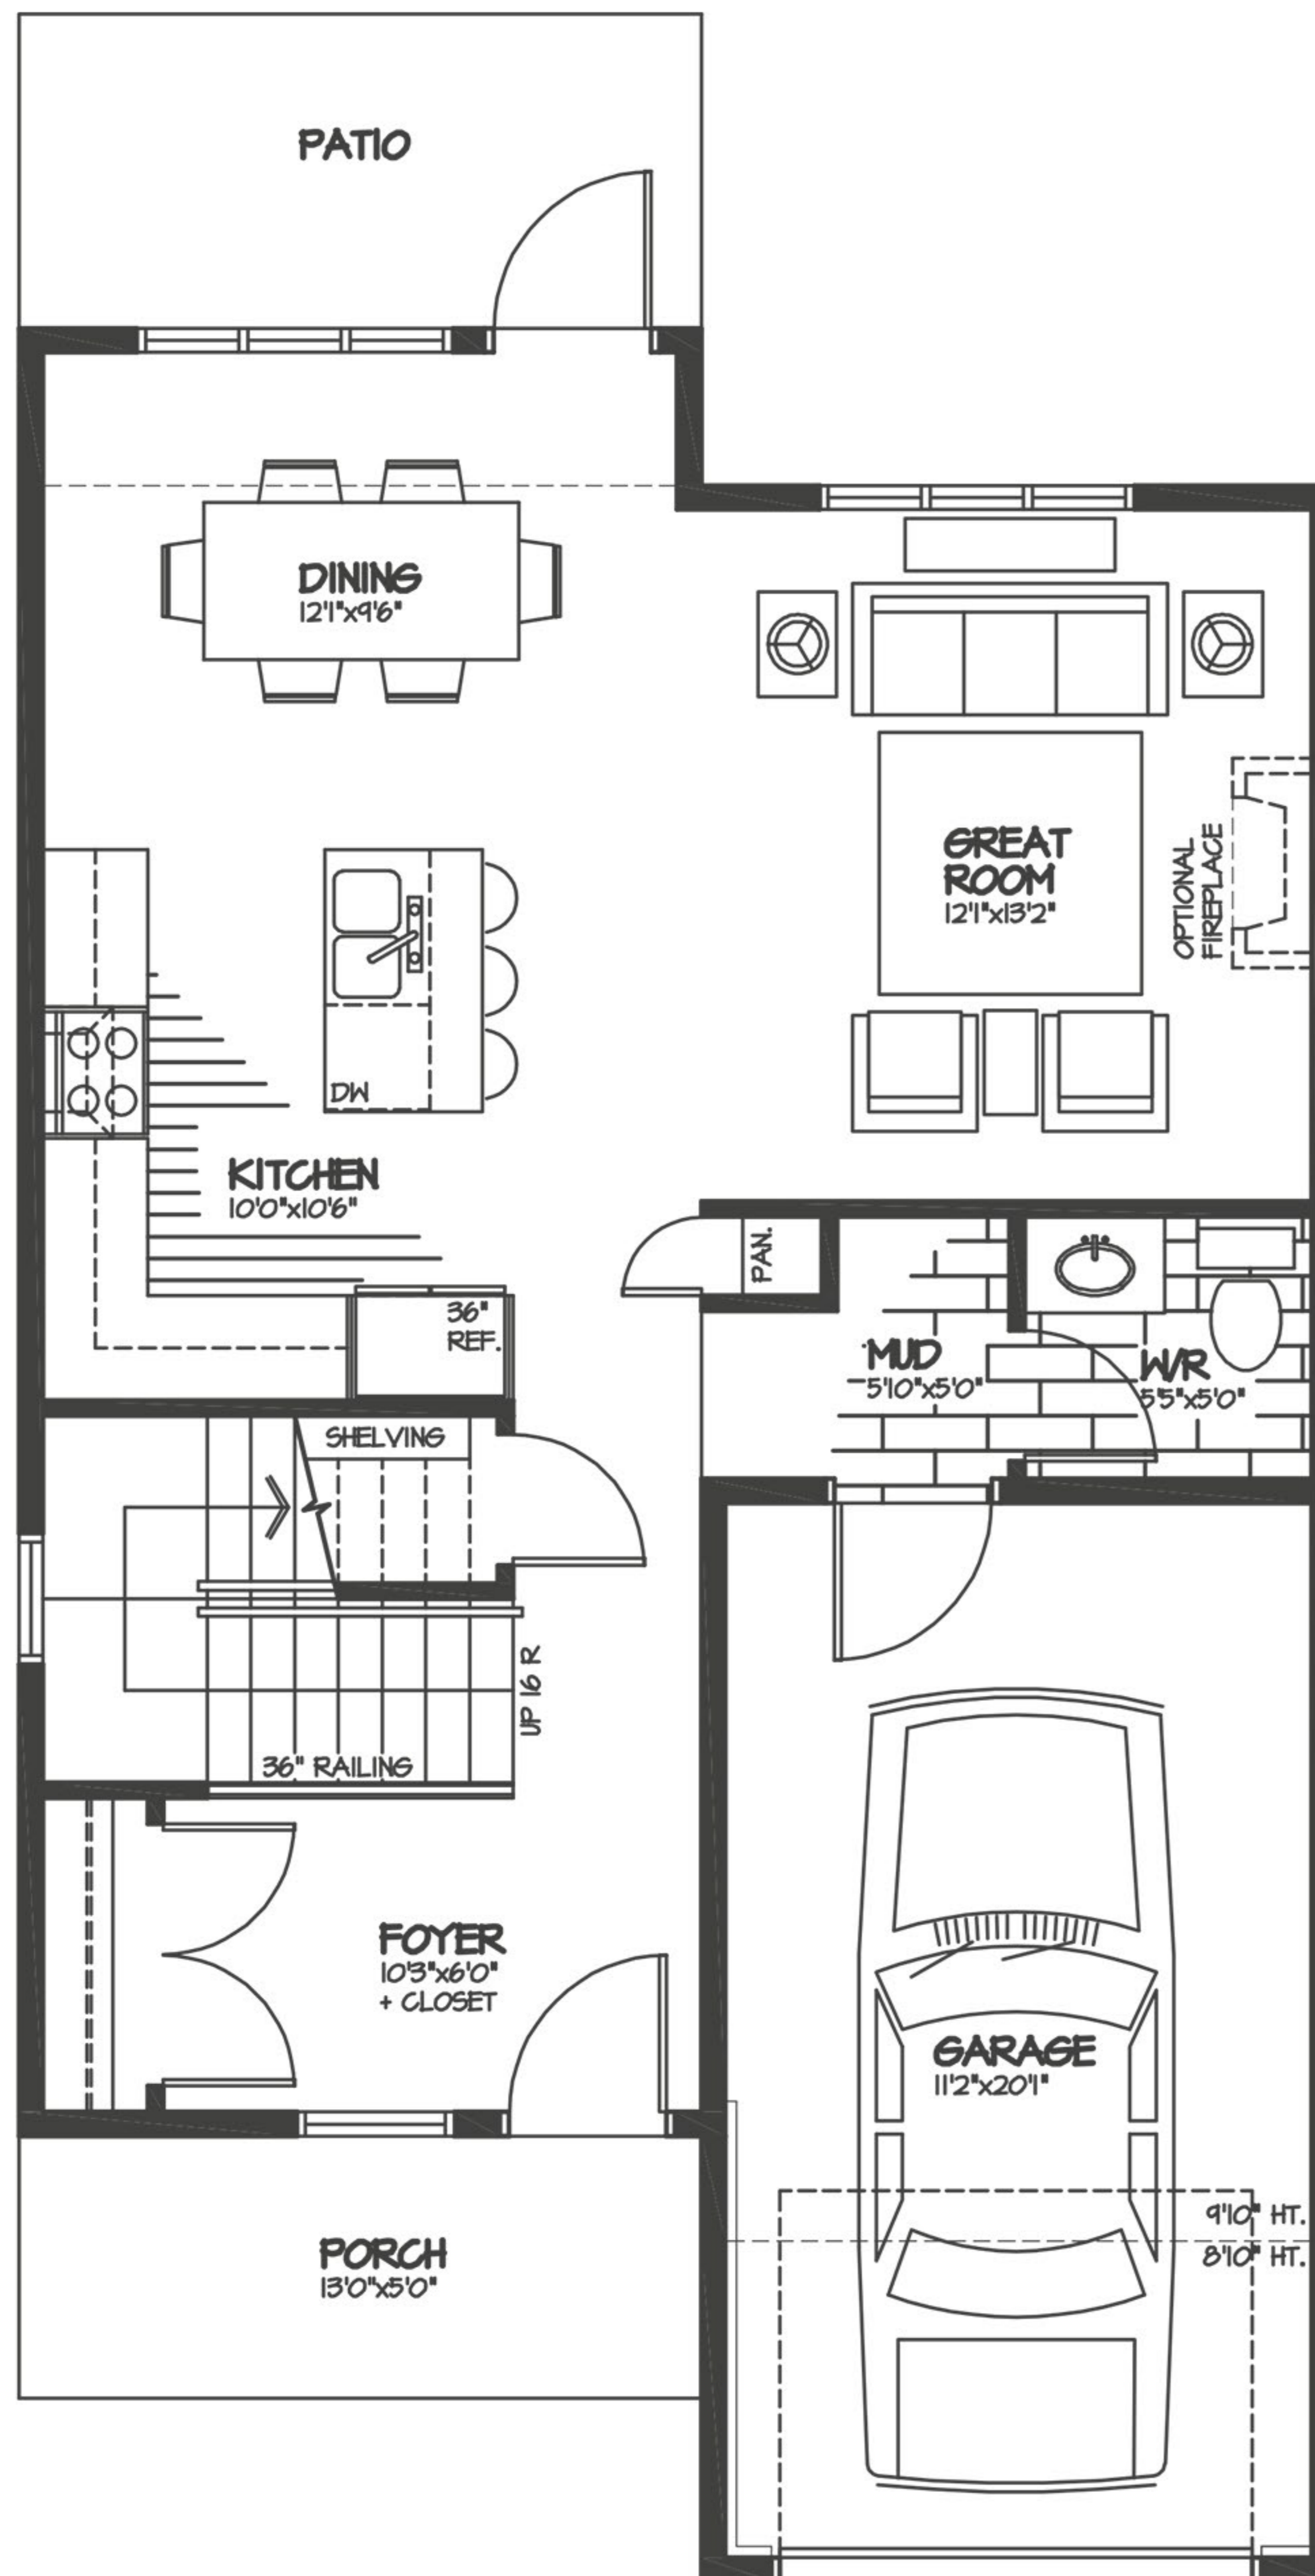 PATIO
DINING
12'1"x9'6"
GREAT
ROOM
12'1"x13'2"
OPTIONAL
FIREPLACE
DW
KITCHEN
10'0"x10'6"
PAN.
36"
REF.
MUD
5'10"x5'0"
W/R
5'5"x5'0"
SHELVING
UP 16 R
36" RAILING
FOYER
10'3"x6'0"
+ CLOSET
GARAGE
11'2"x20'1"
9'10" HT.
8'10" HT.
PORCH
13'0"x5'0"